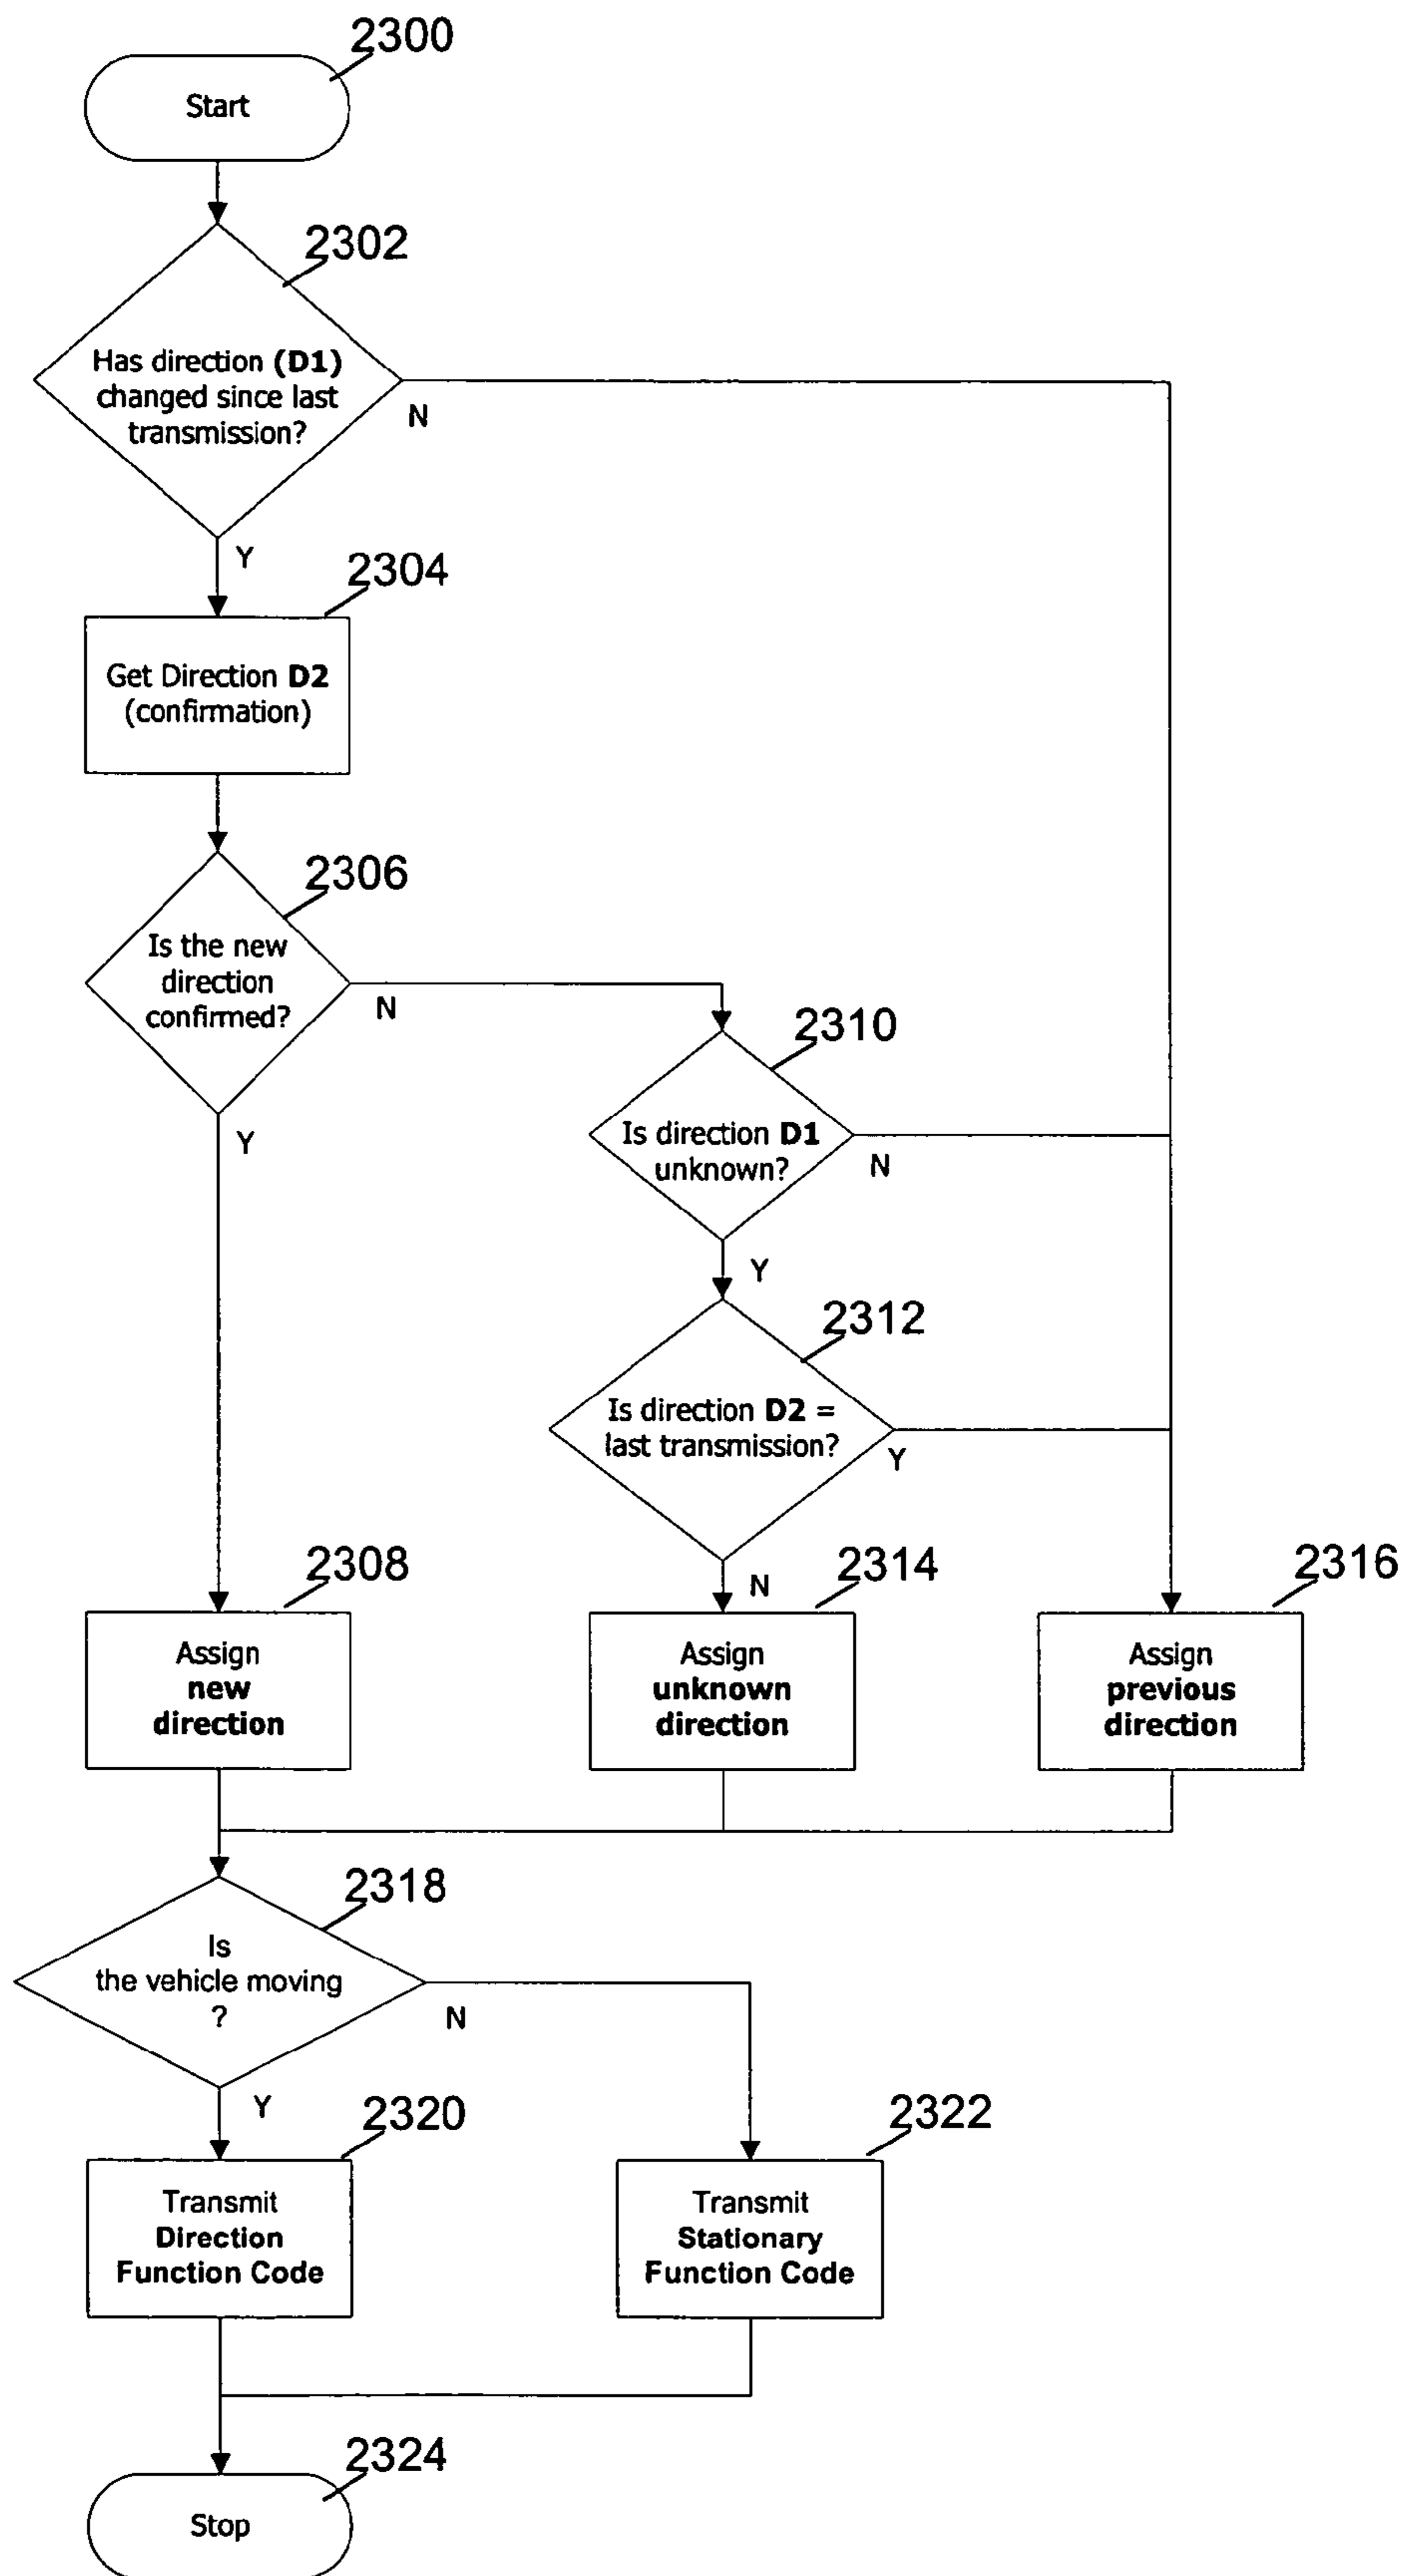 2300
Start
2302
Has direction (D1)
changed since last
transmission?
N
Y
2304
Get Direction D2
(confirmation)
2306
Is the new
direction
confirmed?
N
Y
2310
Is direction D1
unknown?
N
Y
2312
Is direction D2 =
last transmission?
Y
N
2308
Assign
new
direction
2314
Assign
unknown
direction
2316
Assign
previous
direction
2318
Is
the vehicle moving
?
N
Y
2320
Transmit
Direction
Function Code
2322
Transmit
Stationary
Function Code
2324
Stop